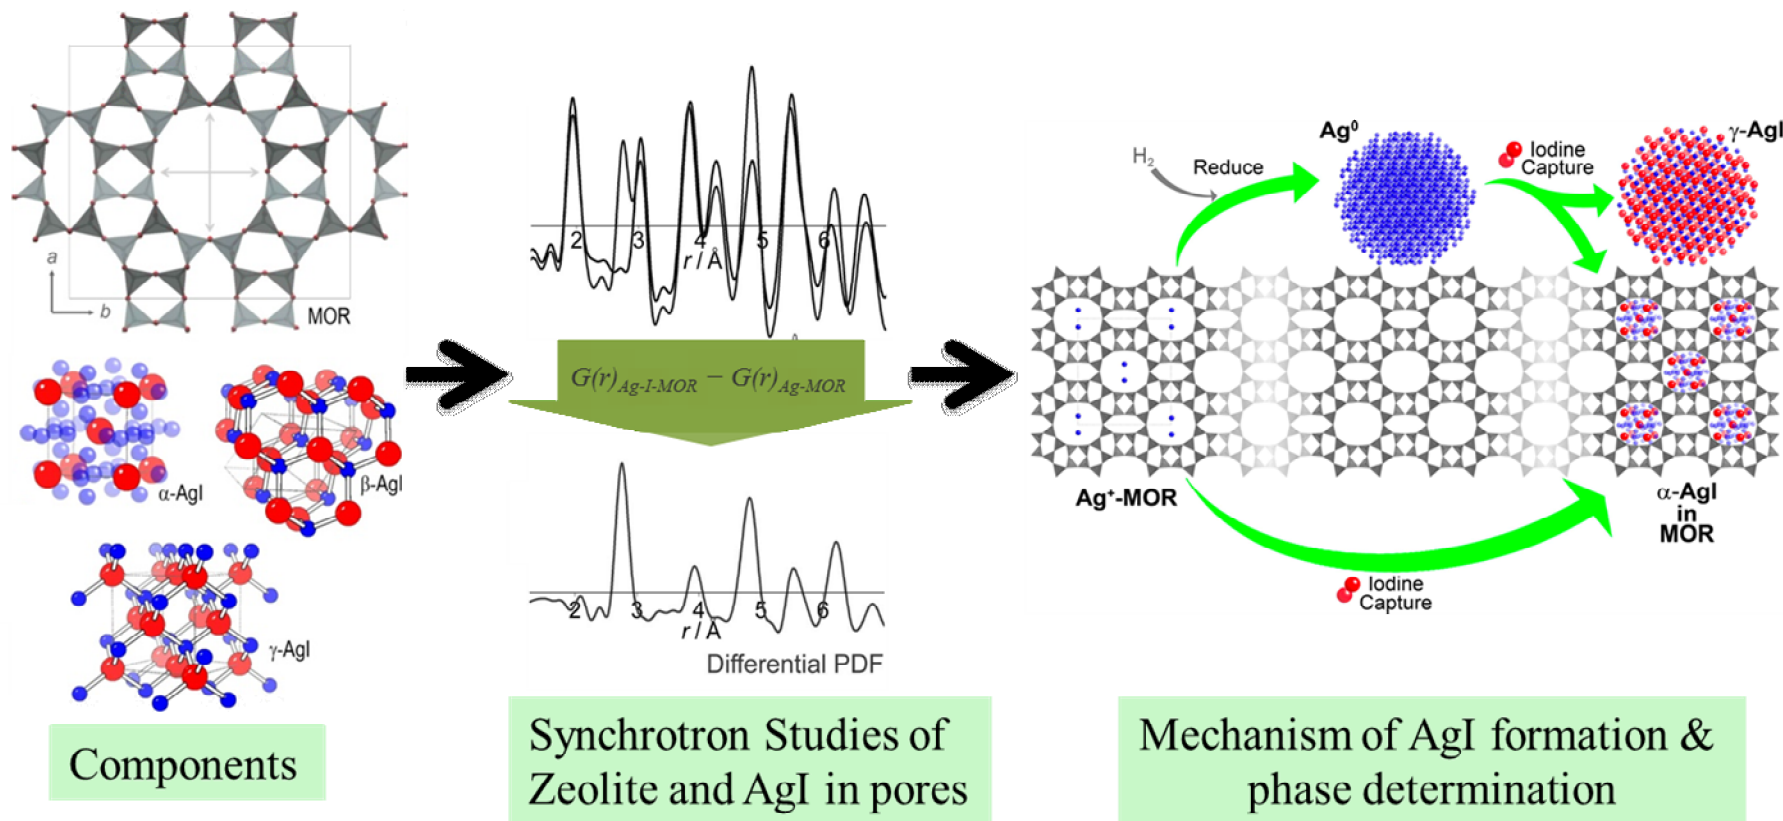 a
b
MOR
α-AgI
β-AgI
γ-AgI
Components
2 3 4 5 6
r / Å
G(r)Ag-I-MOR − G(r)Ag-MOR
2 3 4 5 6
r / Å
Differential PDF
Synchrotron Studies of
Zeolite and AgI in pores
H2
Reduce
Ag0
Iodine
Capture
γ-AgI
Ag+-MOR
α-AgI
in
MOR
Iodine
Capture
Mechanism of AgI formation &
phase determination